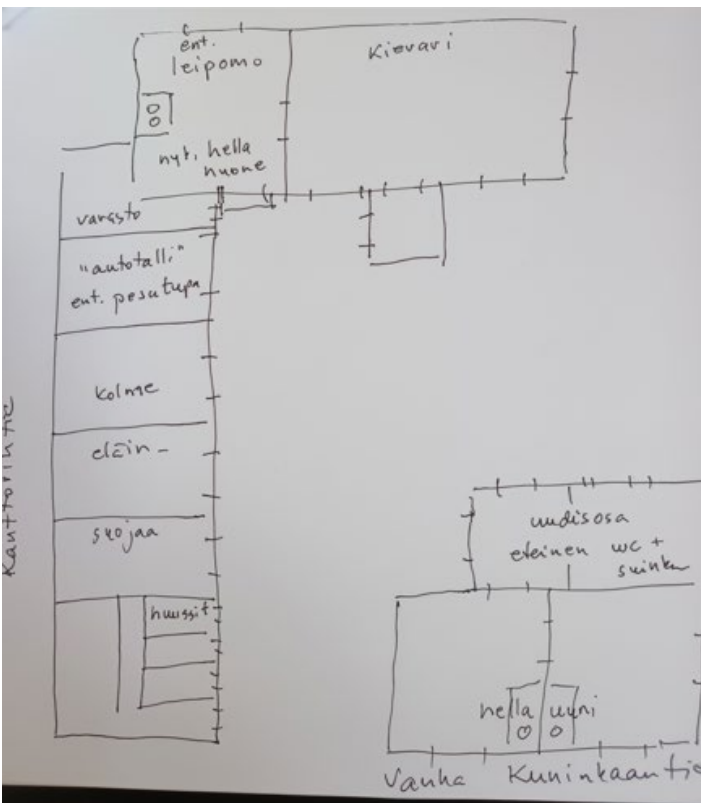 ent.
leipomo
Kievari
nyt. hella
huone
varasto
"autotalli"
ent. pesutupa
kolme
eläin-
suojaa
huussit
Kanttorintie
uudisosa
eteinen wc +
suihku
hella uuni
Vanha Kuninkaantie